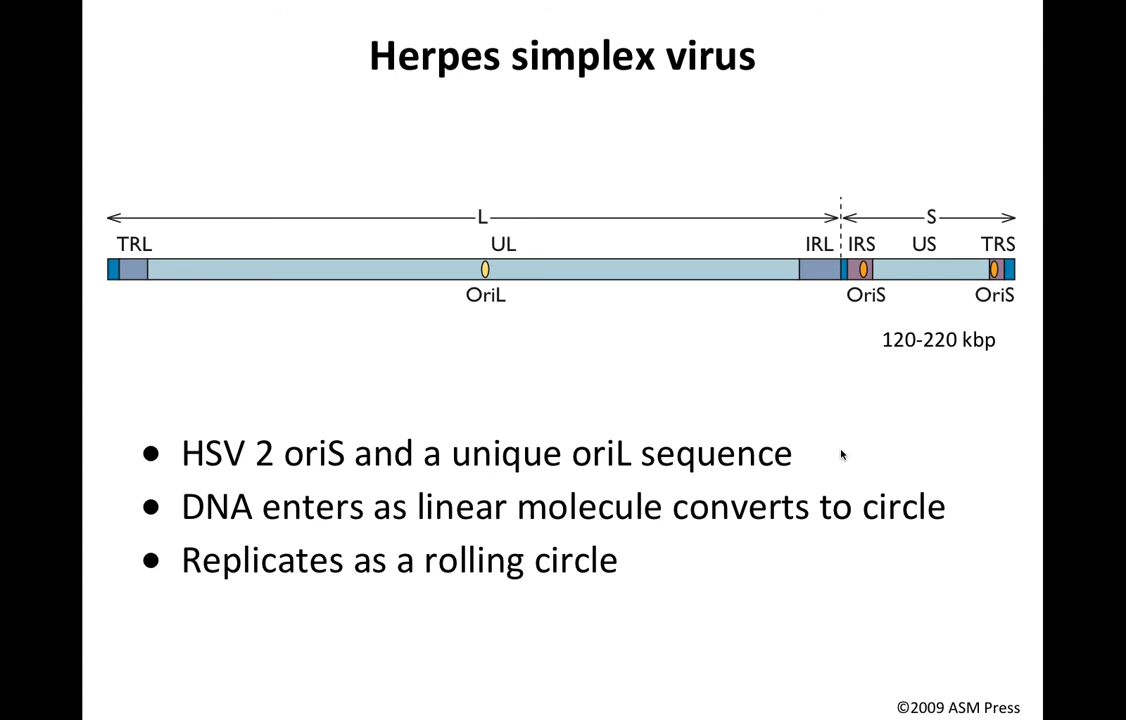 Herpes simplex virus
L S
TRL UL IRL IRS US TRS
OriL OriS OriS
120-220 kbp
● HSV 2 oriS and a unique oriL sequence
● DNA enters as linear molecule converts to circle
● Replicates as a rolling circle
©2009 ASM Press